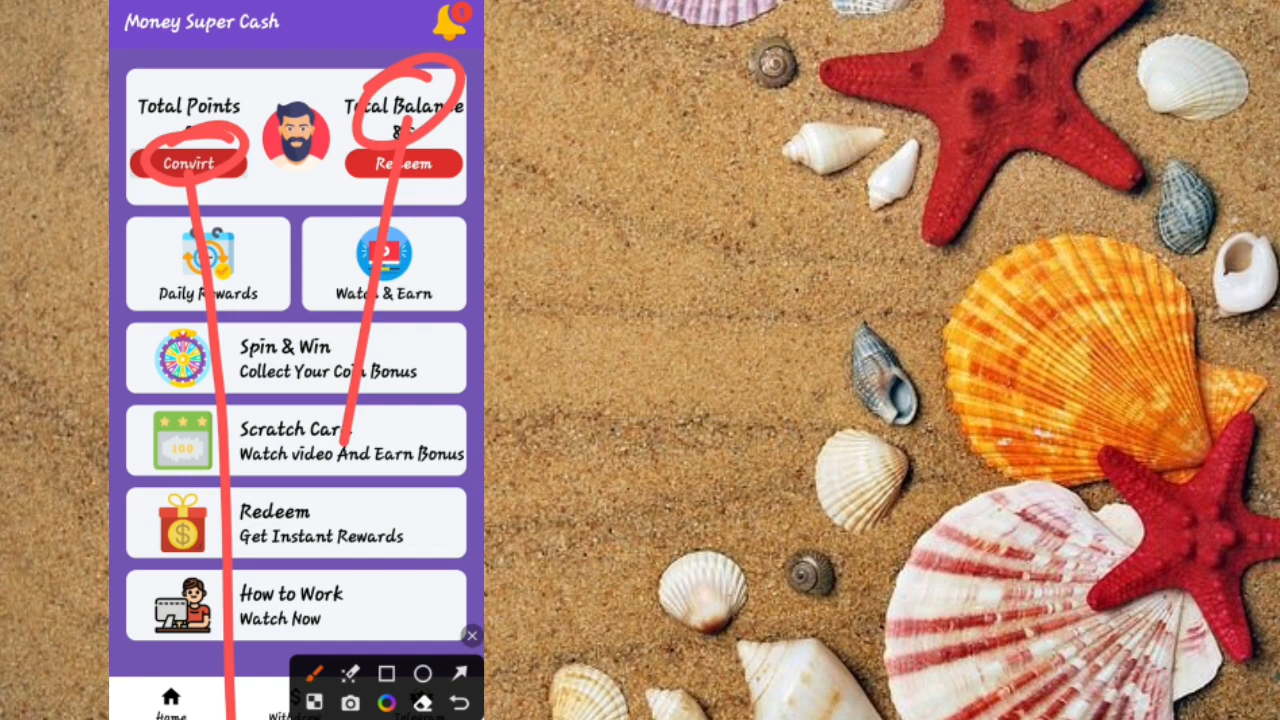 Money Super Cash
Total Points
Total Balance
Convirt
Redeem
Daily Rewards
Watch & Earn
Spin & Win
Collect Your Coin Bonus
Scratch Card
Watch video And Earn Bonus
100
Redeem
Get Instant Rewards
How to Work
Watch Now
Home